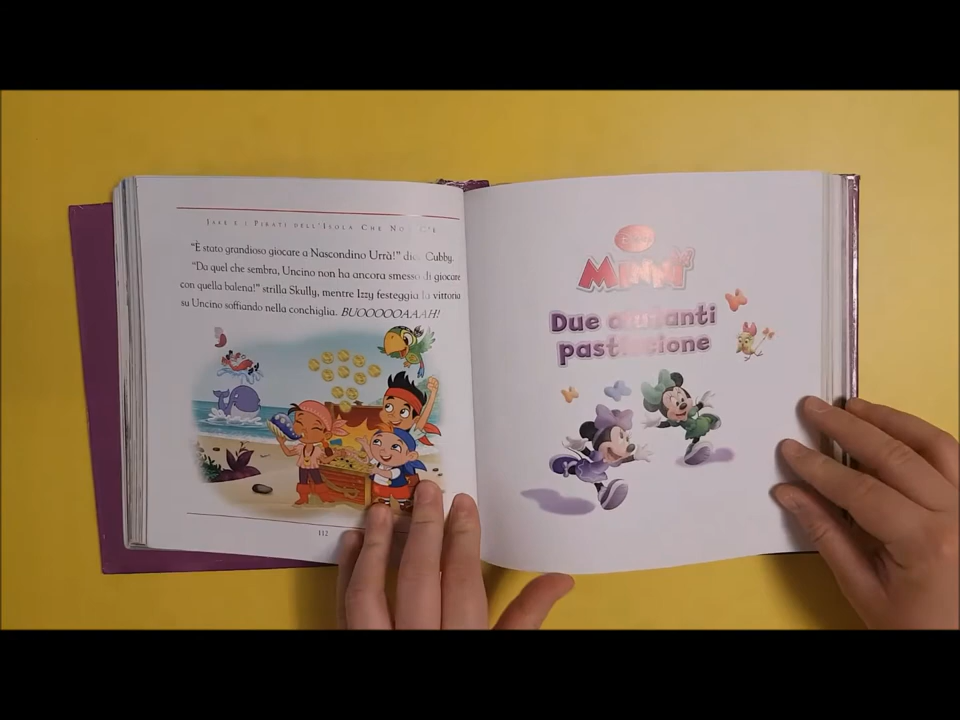 JAKE E I PIRATI DELL'ISOLA CHE NON C'È
"È stato grandioso giocare a Nascondino Urrà!" dice Cubby.
"Da quel che sembra, Uncino non ha ancora smesso di giocare
con quella balena!" strilla Skully, mentre Izzy festeggia la vittoria
su Uncino soffiando nella conchiglia. BUOOOOOAAAH!
112
Disney
MINNI
Due aiutanti
pasticcione